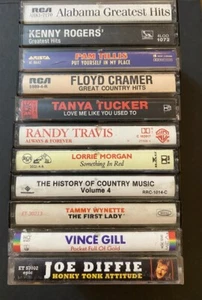 RCA Alabama Greatest Hits
KENNY ROGERS'
Greatest Hits
ARISTA PAM TILLIS
PUT YOURSELF IN MY PLACE
RCA FLOYD CRAMER
GREAT COUNTRY HITS
TANYA TUCKER
LOVE ME LIKE YOU USED TO
RANDY TRAVIS
ALWAYS & FOREVER
LORRIE MORGAN
Something In Red
THE HISTORY OF COUNTRY MUSIC
Volume 4 RRC-1014-C
TAMMY WYNETTE
THE FIRST LADY
VINCE GILL
Pocket Full Of Gold
JOE DIFFIE
HONKY TONK ATTITUDE